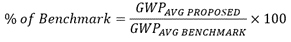 % of Benchmark = GWP_AVG PROPOSED / GWP_AVG BENCHMARK × 100